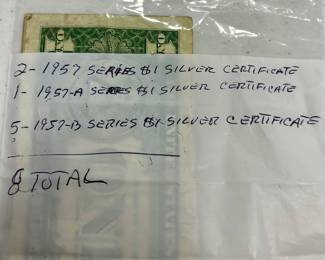 2-1957 SERIES $1 SILVER CERTIFICATE
1-1957-A SERIES $1 SILVER CERTIFICATE
5-1957-B SERIES $1 SILVER CERTIFICATE
8 TOTAL